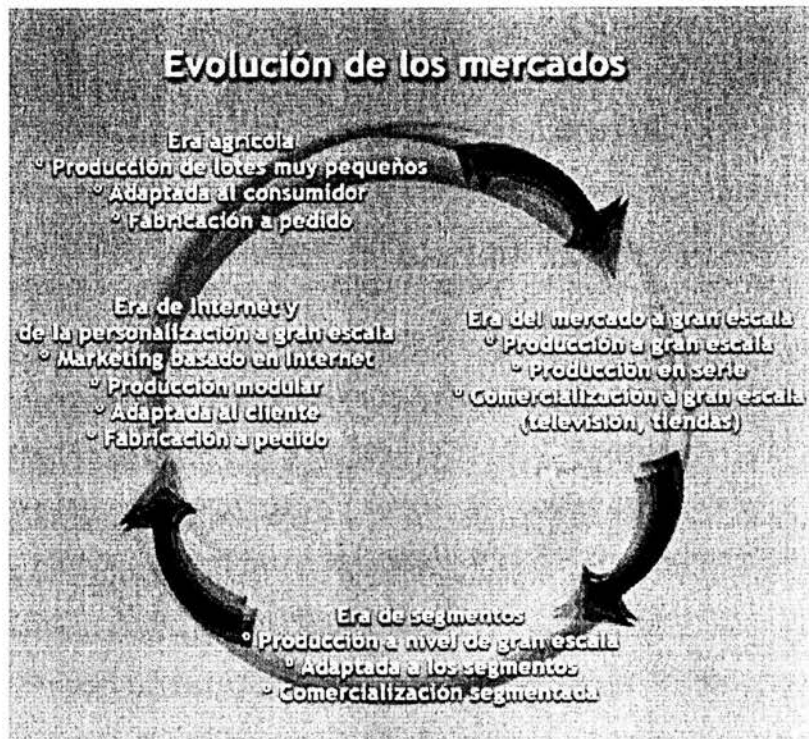 Evolución de los mercados
Era agrícola
° Producción de lotes muy pequeños
° Adaptada al consumidor
° Fabricación a pedido
Era del mercado a gran escala
° Producción a gran escala
° Producción en serie
° Comercialización a gran escala
(televisión, tiendas)
Era de segmentos
° Producción a nivel de gran escala
° Adaptada a los segmentos
° Comercialización segmentada
Era de Internet y
de la personalización a gran escala
° Marketing basado en Internet
° Producción modular
° Adaptada al cliente
° Fabricación a pedido